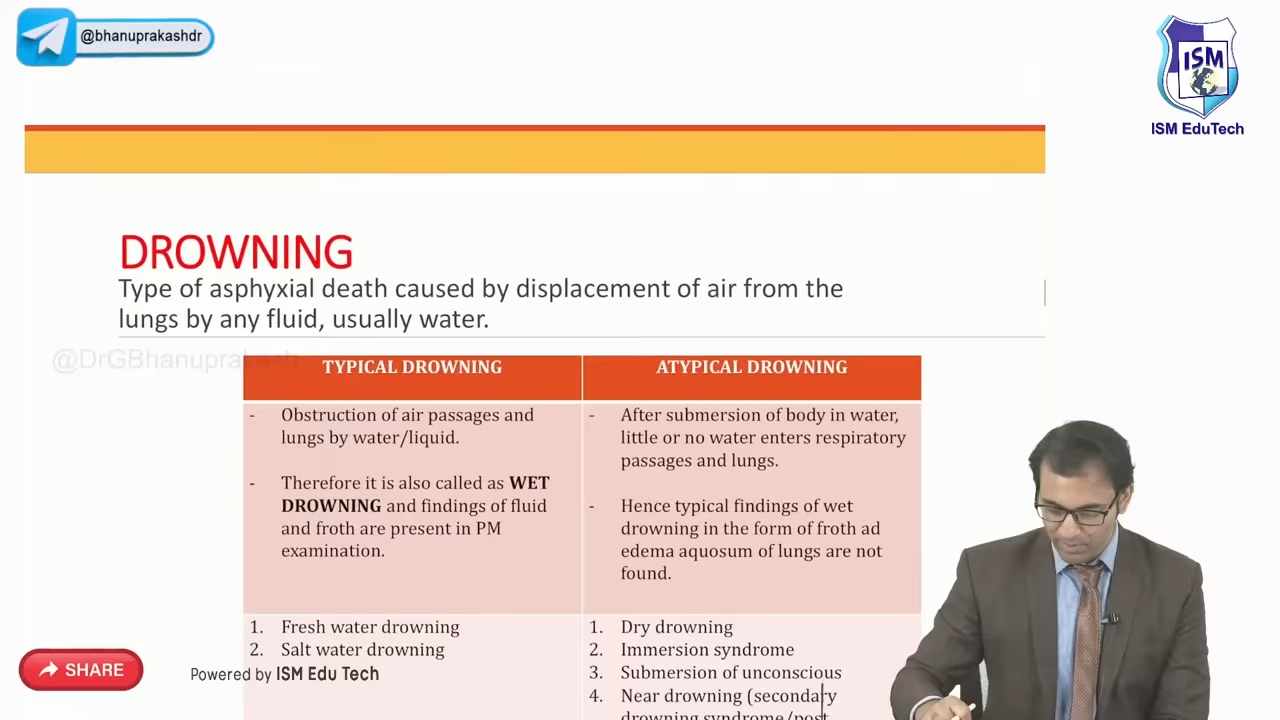 @bhanuprakashdr
ISM
ISM EduTech
DROWNING
Type of asphyxial death caused by displacement of air from the
lungs by any fluid, usually water.
@DrGBhanuprakash
TYPICAL DROWNING
- Obstruction of air passages and
lungs by water/liquid.
- Therefore it is also called as WET
DROWNING and findings of fluid
and froth are present in PM
examination.
1. Fresh water drowning
2. Salt water drowning
ATYPICAL DROWNING
- After submersion of body in water,
little or no water enters respiratory
passages and lungs.
- Hence typical findings of wet
drowning in the form of froth ad
edema aquosum of lungs are not
found.
1. Dry drowning
2. Immersion syndrome
3. Submersion of unconscious
4. Near drowning (secondary
drowning syndrome/post
SHARE
Powered by ISM Edu Tech